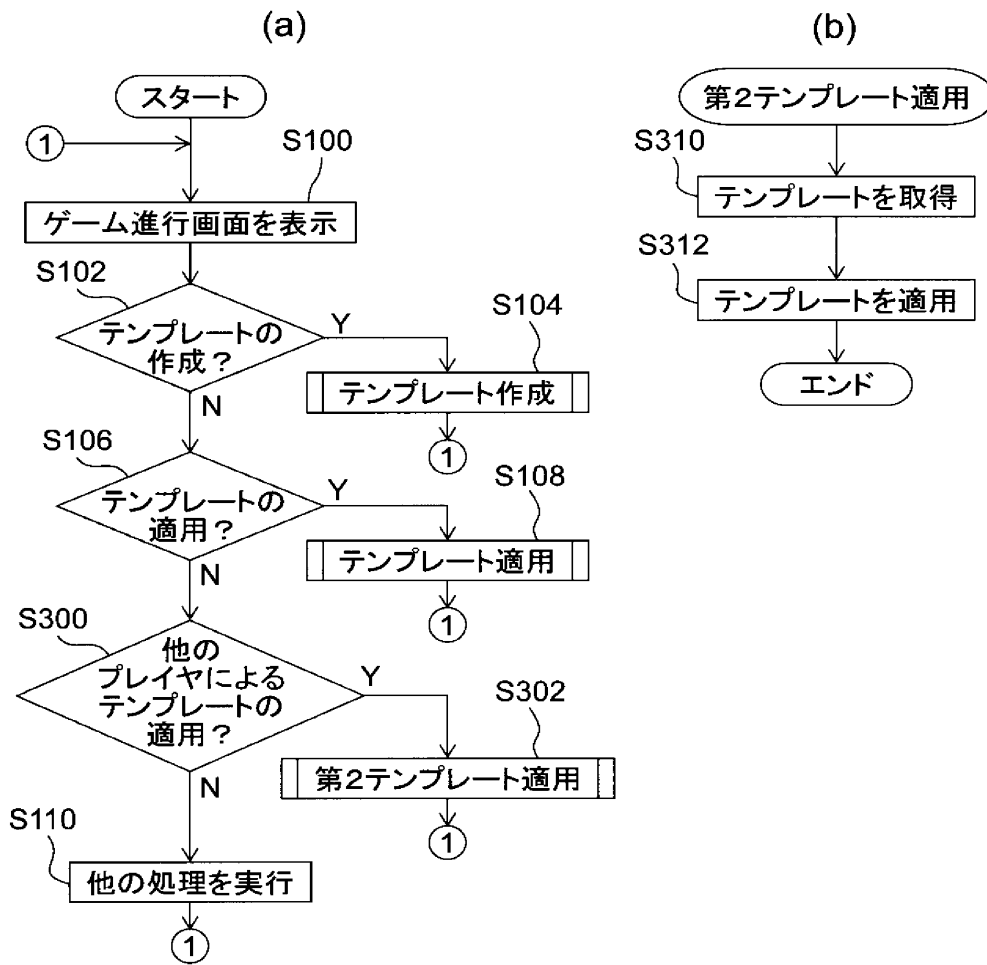 (a)
スタート
①
S100
ゲーム進行画面を表示
S102
テンプレートの
作成？
Y
N
S104
テンプレート作成
①
S106
テンプレートの
適用？
Y
N
S108
テンプレート適用
①
S300
他の
プレイヤによる
テンプレートの
適用？
Y
N
S302
第2テンプレート適用
①
S110
他の処理を実行
①
(b)
第2テンプレート適用
S310
テンプレートを取得
S312
テンプレートを適用
エンド